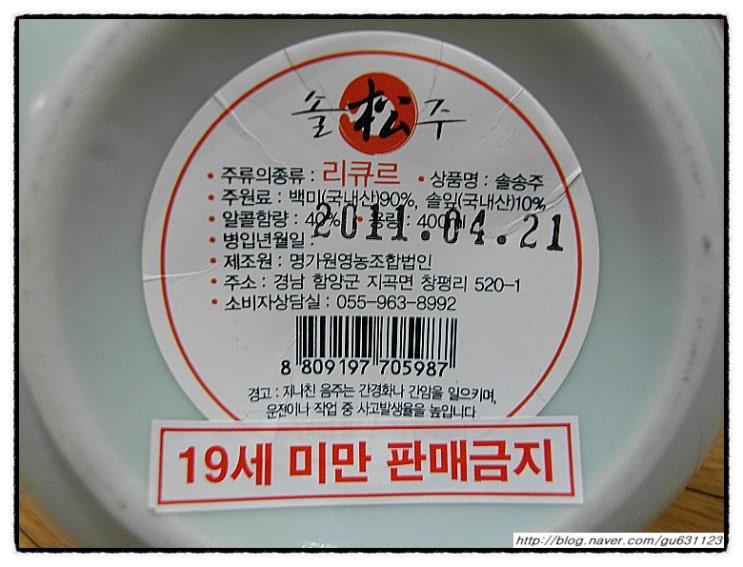 솔松주
• 주류의종류 : 리큐르 • 상품명 : 솔송주
• 주원료 : 백미(국내산)90%, 솔잎(국내산)10%
• 알콜함량 : 40% • 용량 : 400ml
2011.04.21
• 병입년월일 :
• 제조원 : 명가원영농조합법인
• 주소 : 경남 함양군 지곡면 창평리 520-1
• 소비자상담실 : 055-963-8992
8 809197 705987
경고 : 지나친 음주는 간경화나 간암을 일으키며,
운전이나 작업 중 사고발생율을 높입니다
19세 미만 판매금지
http://blog.naver.com/gu631123